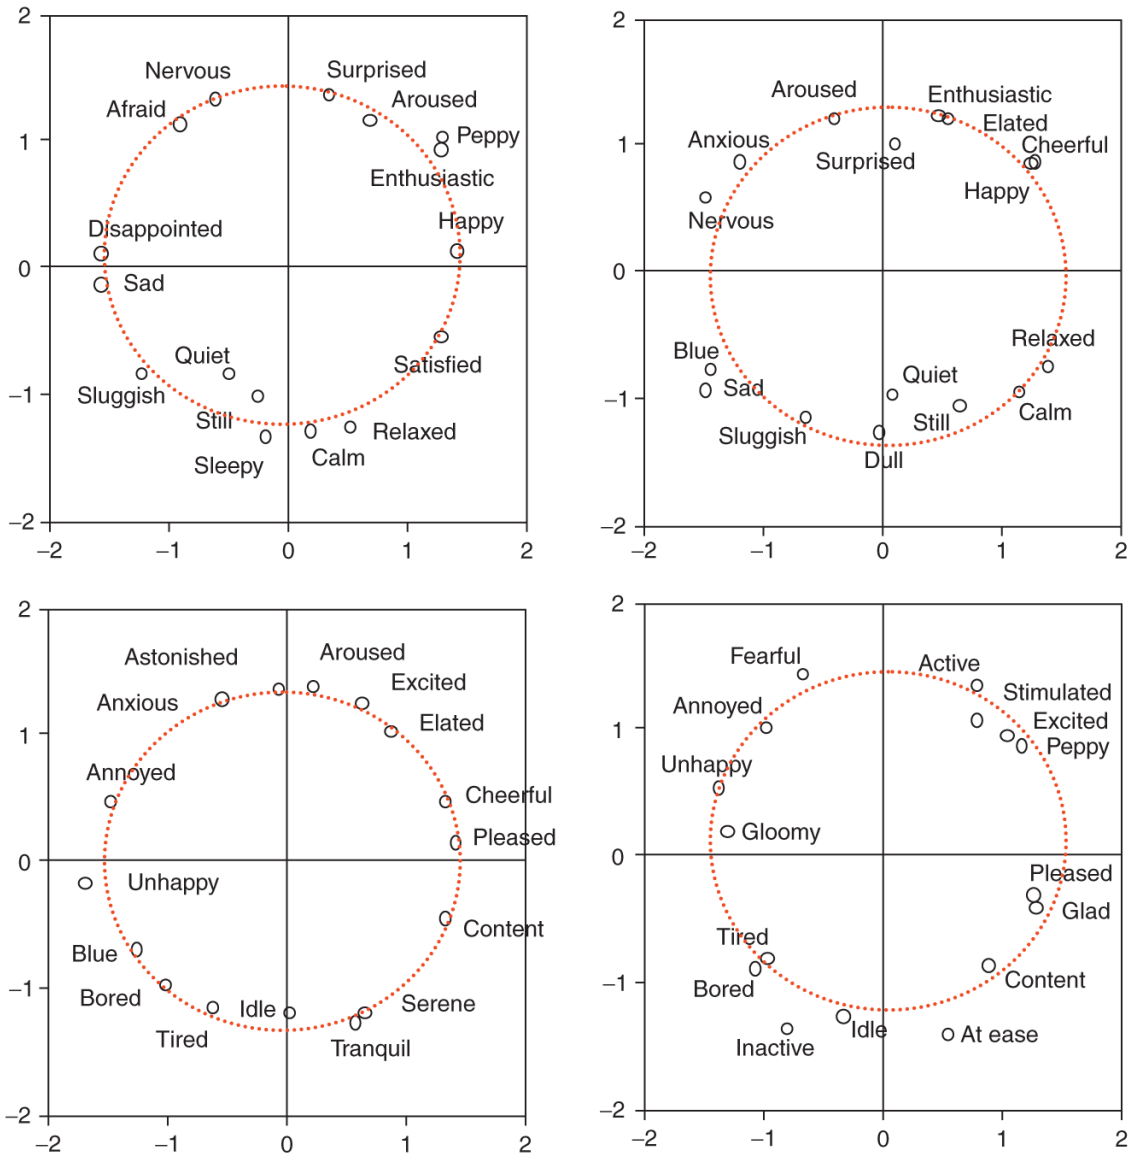 2
Nervous
Surprised
Afraid
Aroused
1
Peppy
Enthusiastic
Disappointed
Happy
0
Sad
Quiet
Satisfied
Sluggish
−1
Still
Relaxed
Sleepy
Calm
−2
−2 −1 0 1 2
2
Aroused
Enthusiastic
Elated
1
Anxious
Surprised
Cheerful
Happy
Nervous
0
Relaxed
Blue
Sad
Quiet
−1
Still
Calm
Sluggish
Dull
−2
−2 −1 0 1 2
2
Astonished
Aroused
Anxious
Excited
Elated
1
Annoyed
Cheerful
Pleased
0
Unhappy
Content
Blue
−1
Bored
Idle
Serene
Tired
Tranquil
−2
−2 −1 0 1 2
2
Fearful
Active
Annoyed
Stimulated
Excited
1
Peppy
Unhappy
Gloomy
0
Pleased
Glad
Tired
−1
Bored
Content
Idle
At ease
Inactive
−2
−2 −1 0 1 2